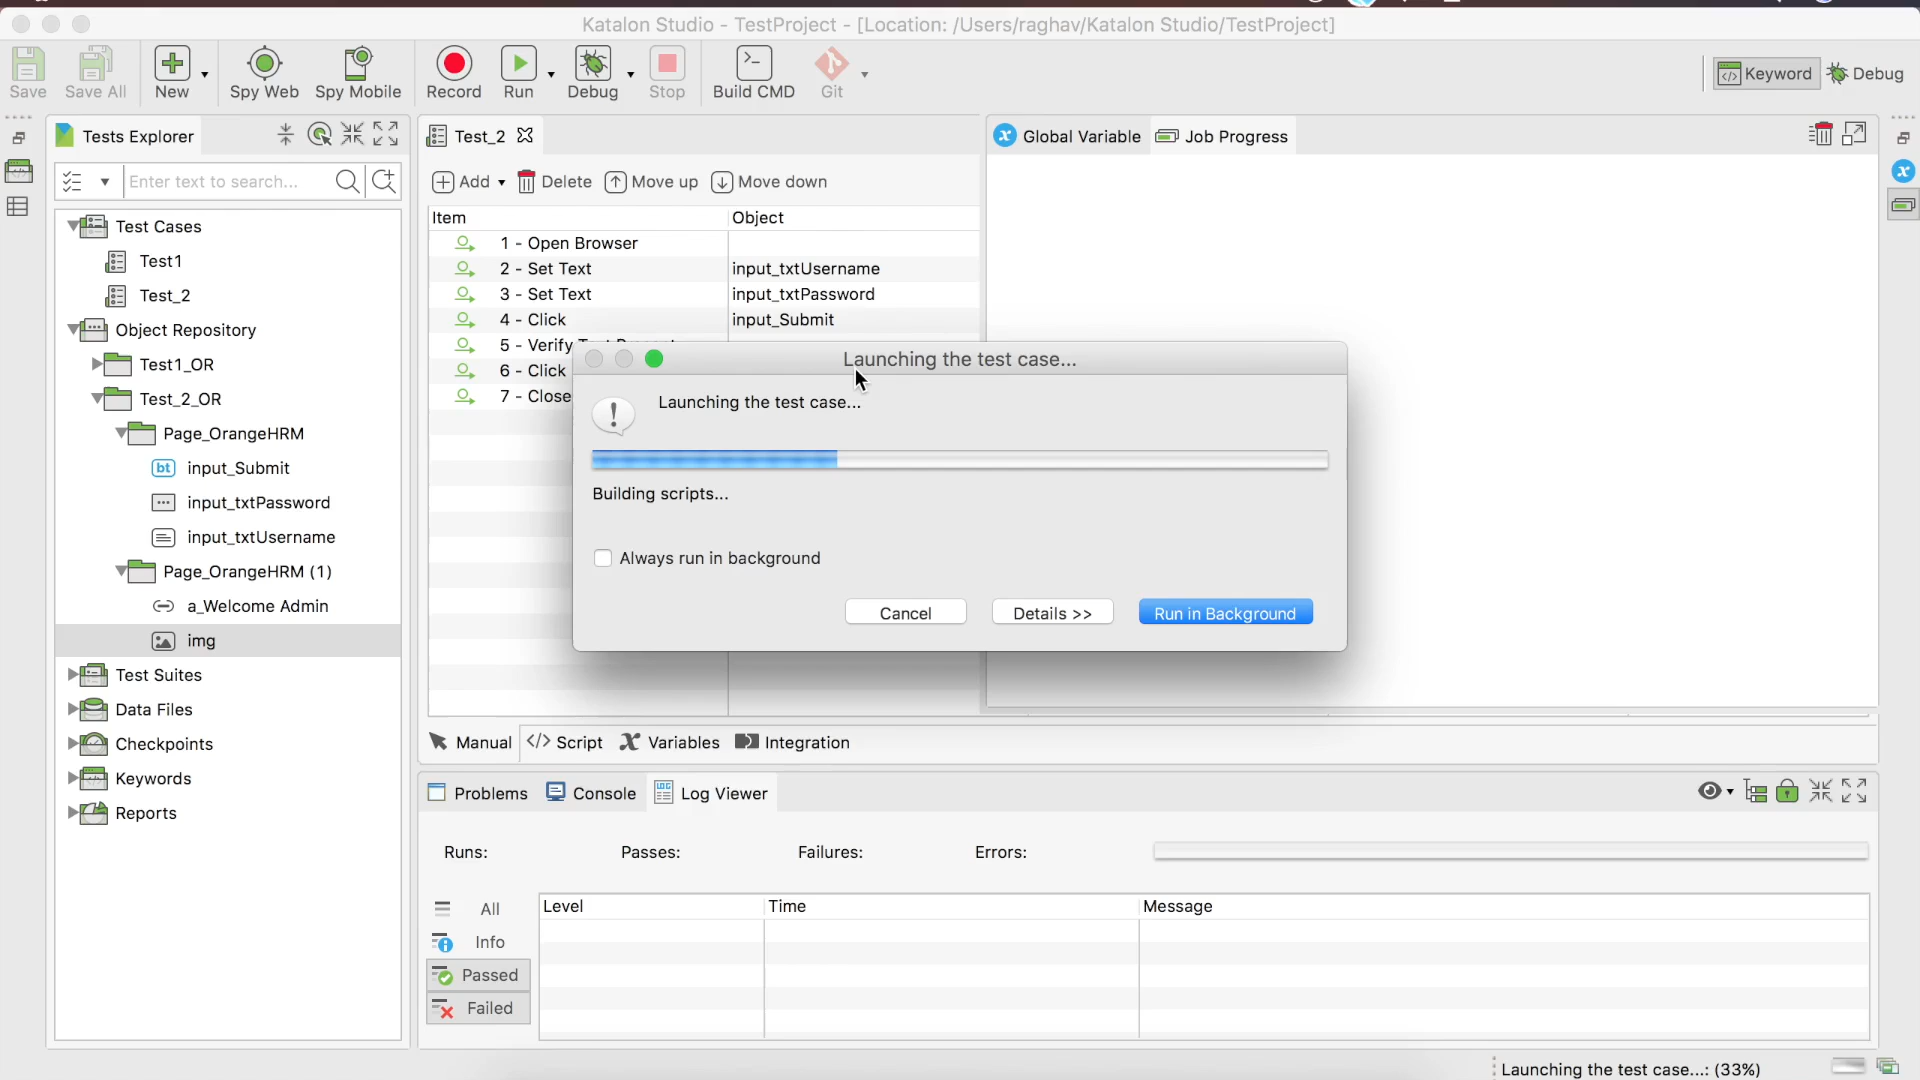 Katalon Studio - TestProject - [Location: /Users/raghav/Katalon Studio/TestProject]
Save Save All New Spy Web Spy Mobile Record Run Debug Stop Build CMD Git Keyword Debug
Tests Explorer
Enter text to search...
Test Cases
Test1
Test_2
Object Repository
Test1_OR
Test_2_OR
Page_OrangeHRM
bt input_Submit
input_txtPassword
input_txtUsername
Page_OrangeHRM (1)
a_Welcome Admin
img
Test Suites
Data Files
Checkpoints
Keywords
Reports
Test_2
Add Delete Move up Move down
Item Object
1 - Open Browser
2 - Set Text input_txtUsername
3 - Set Text input_txtPassword
4 - Click input_Submit
5 - Verify
6 - Click
7 - Close
Global Variable Job Progress
Launching the test case...
Launching the test case...
Building scripts...
Always run in background
Cancel Details >> Run in Background
Manual Script Variables Integration
Problems Console Log Viewer
Runs: Passes: Failures: Errors:
All
Info
Passed
Failed
Level Time Message
Launching the test case...: (33%)